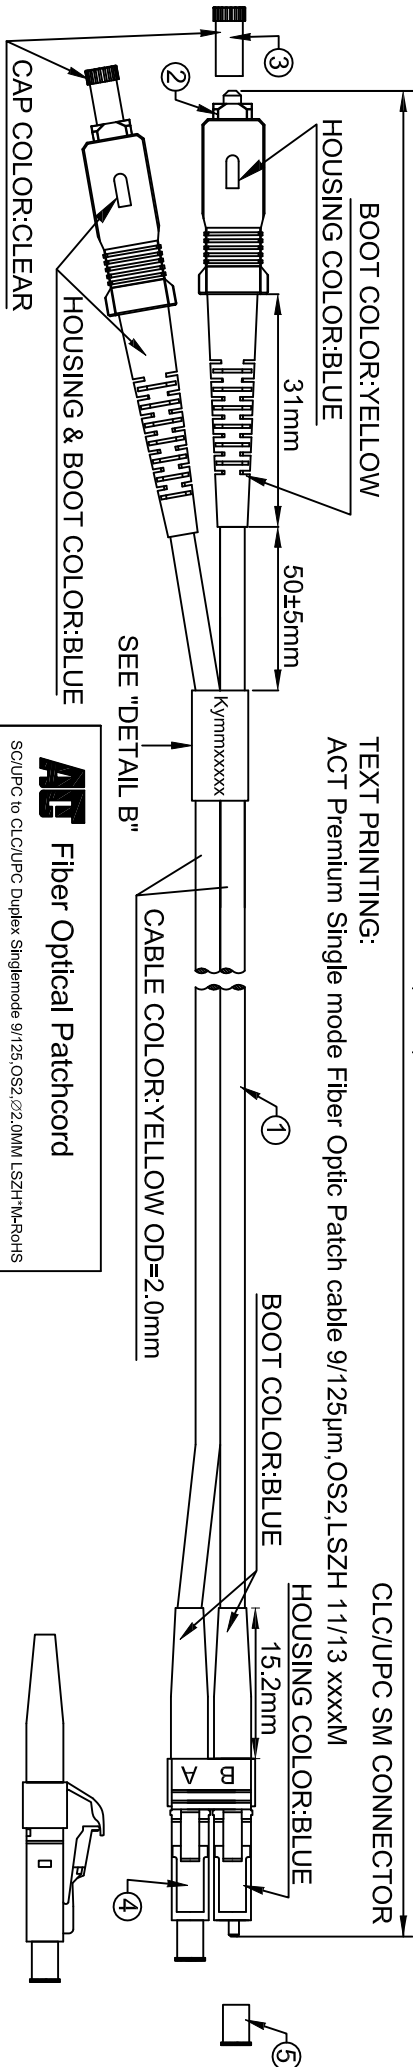 ③
②
HOUSING COLOR:BLUE
BOOT COLOR:YELLOW
CAP COLOR:CLEAR
HOUSING & BOOT COLOR:BLUE
31mm
50±5mm
Kymmxxxxx
SEE "DETAIL B"
TEXT PRINTING:
ACT Premium Single mode Fiber Optic Patch cable 9/125µm,OS2,LSZH 11/13 xxxxM
CABLE COLOR:YELLOW OD=2.0mm
①
ACT Fiber Optical Patchcord
SC/UPC to CLC/UPC Duplex Singlemode 9/125,OS2,∅2.0MM LSZH*M-RoHS
BOOT COLOR:BLUE
15.2mm
CLC/UPC SM CONNECTOR
HOUSING COLOR:BLUE
B
A
④
⑤